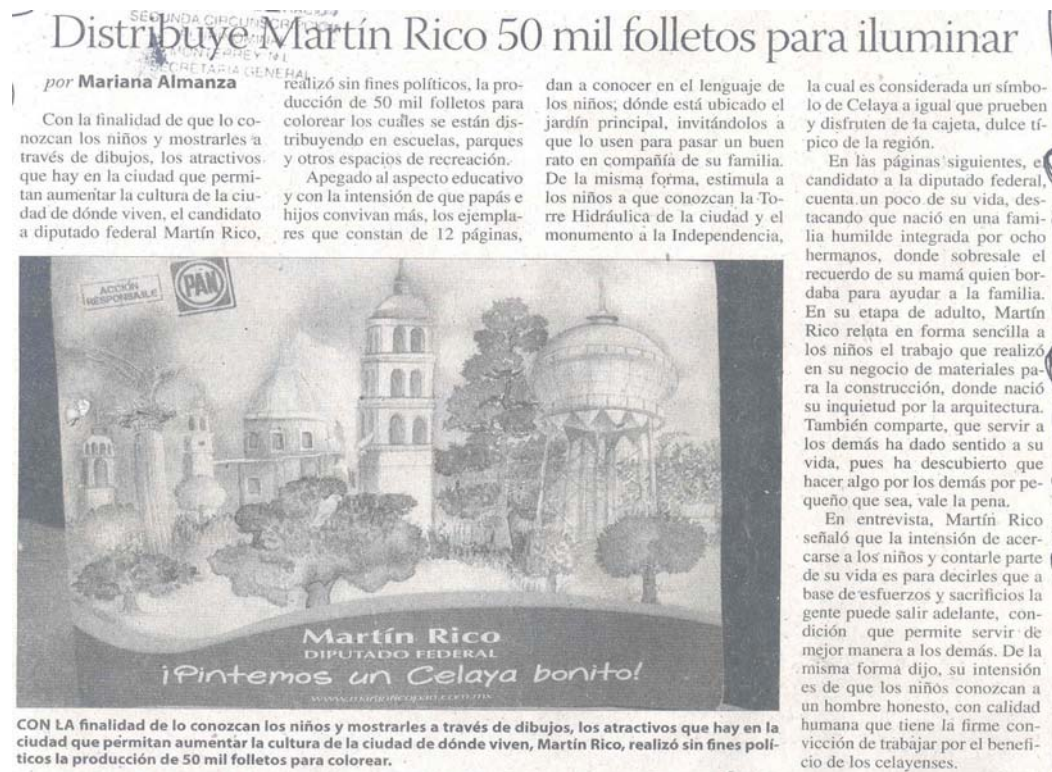 SEGUNDA CIRCUNSCRIPCIÓN
MONTERREY N L
SECRETARIA GENERAL
Distribuye Martín Rico 50 mil folletos para iluminar
por Mariana Almanza
Con la finalidad de que lo co-
nozcan los niños y mostrarles a
través de dibujos, los atractivos
que hay en la ciudad que permi-
tan aumentar la cultura de la ciu-
dad de dónde viven, el candidato
a diputado federal Martín Rico,
realizó sin fines políticos, la pro-
ducción de 50 mil folletos para
colorear los cuales se están dis-
tribuyendo en escuelas, parques
y otros espacios de recreación.
Apegado al aspecto educativo
y con la intensión de que papás e
hijos convivan más, los ejempla-
res que constan de 12 páginas,
dan a conocer en el lenguaje de
los niños; dónde está ubicado el
jardín principal, invitándolos a
que lo usen para pasar un buen
rato en compañía de su familia.
De la misma forma, estimula a
los niños a que conozcan la To-
rre Hidráulica de la ciudad y el
monumento a la Independencia,
la cual es considerada un símbo-
lo de Celaya a igual que prueben
y disfruten de la cajeta, dulce tí-
pico de la región.
En las páginas siguientes, el
candidato a la diputado federal,
cuenta un poco de su vida, des-
tacando que nació en una fami-
lia humilde integrada por ocho
hermanos, donde sobresale el
recuerdo de su mamá quien bor-
daba para ayudar a la familia.
En su etapa de adulto, Martín
Rico relata en forma sencilla a
los niños el trabajo que realizó
en su negocio de materiales pa-
ra la construcción, donde nació
su inquietud por la arquitectura.
También comparte, que servir a
los demás ha dado sentido a su
vida, pues ha descubierto que
hacer algo por los demás por pe-
queño que sea, vale la pena.
En entrevista, Martín Rico
señaló que la intensión de acer-
carse a los niños y contarle parte
de su vida es para decirles que a
base de esfuerzos y sacrificios la
gente puede salir adelante, con-
dición que permite servir de
mejor manera a los demás. De la
misma forma dijo, su intensión
es de que los niños conozcan a
un hombre honesto, con calidad
humana que tiene la firme con-
vicción de trabajar por el benefi-
cio de los celayenses.
ACCIÓN
RESPONSABLE
PAN
Martín Rico
DIPUTADO FEDERAL
¡Pintemos un Celaya bonito!
www.martinricopan.com.mx
CON LA finalidad de lo conozcan los niños y mostrarles a través de dibujos, los atractivos que hay en la
ciudad que permitan aumentar la cultura de la ciudad de dónde viven, Martín Rico, realizó sin fines polí-
ticos la producción de 50 mil folletos para colorear.